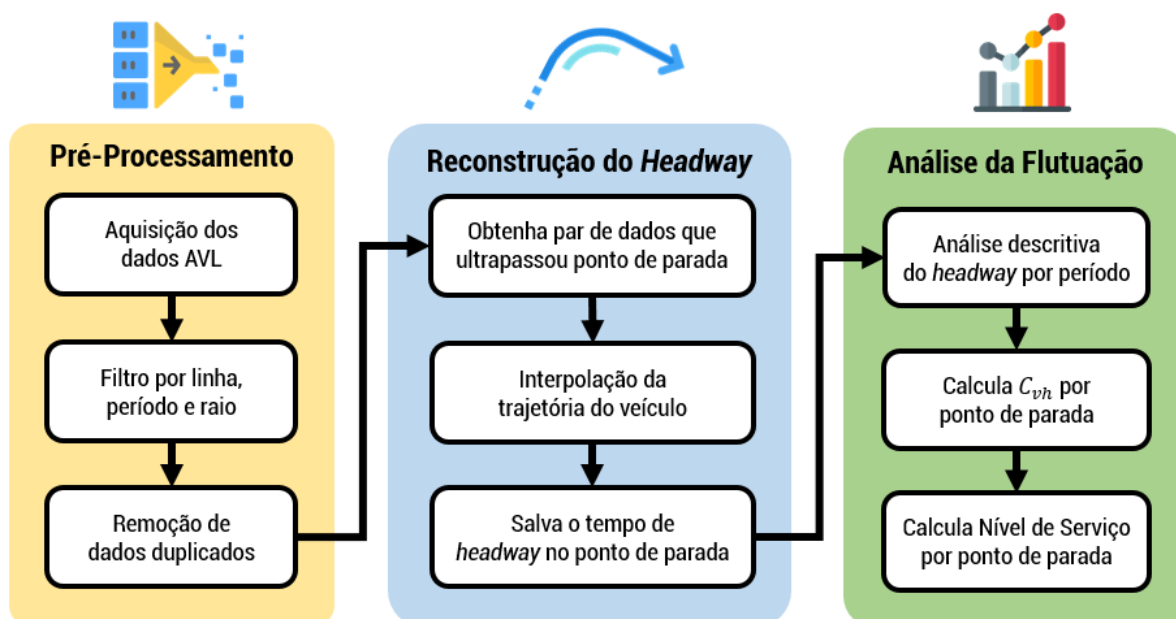 Pré-Processamento
Aquisição dos
dados AVL
Filtro por linha,
período e raio
Remoção de
dados duplicados
Reconstrução do Headway
Obtenha par de dados que
ultrapassou ponto de parada
Interpolação da
trajetória do veículo
Salva o tempo de
headway no ponto de parada
Análise da Flutuação
Análise descritiva
do headway por período
Calcula Cvh por
ponto de parada
Calcula Nível de Serviço
por ponto de parada